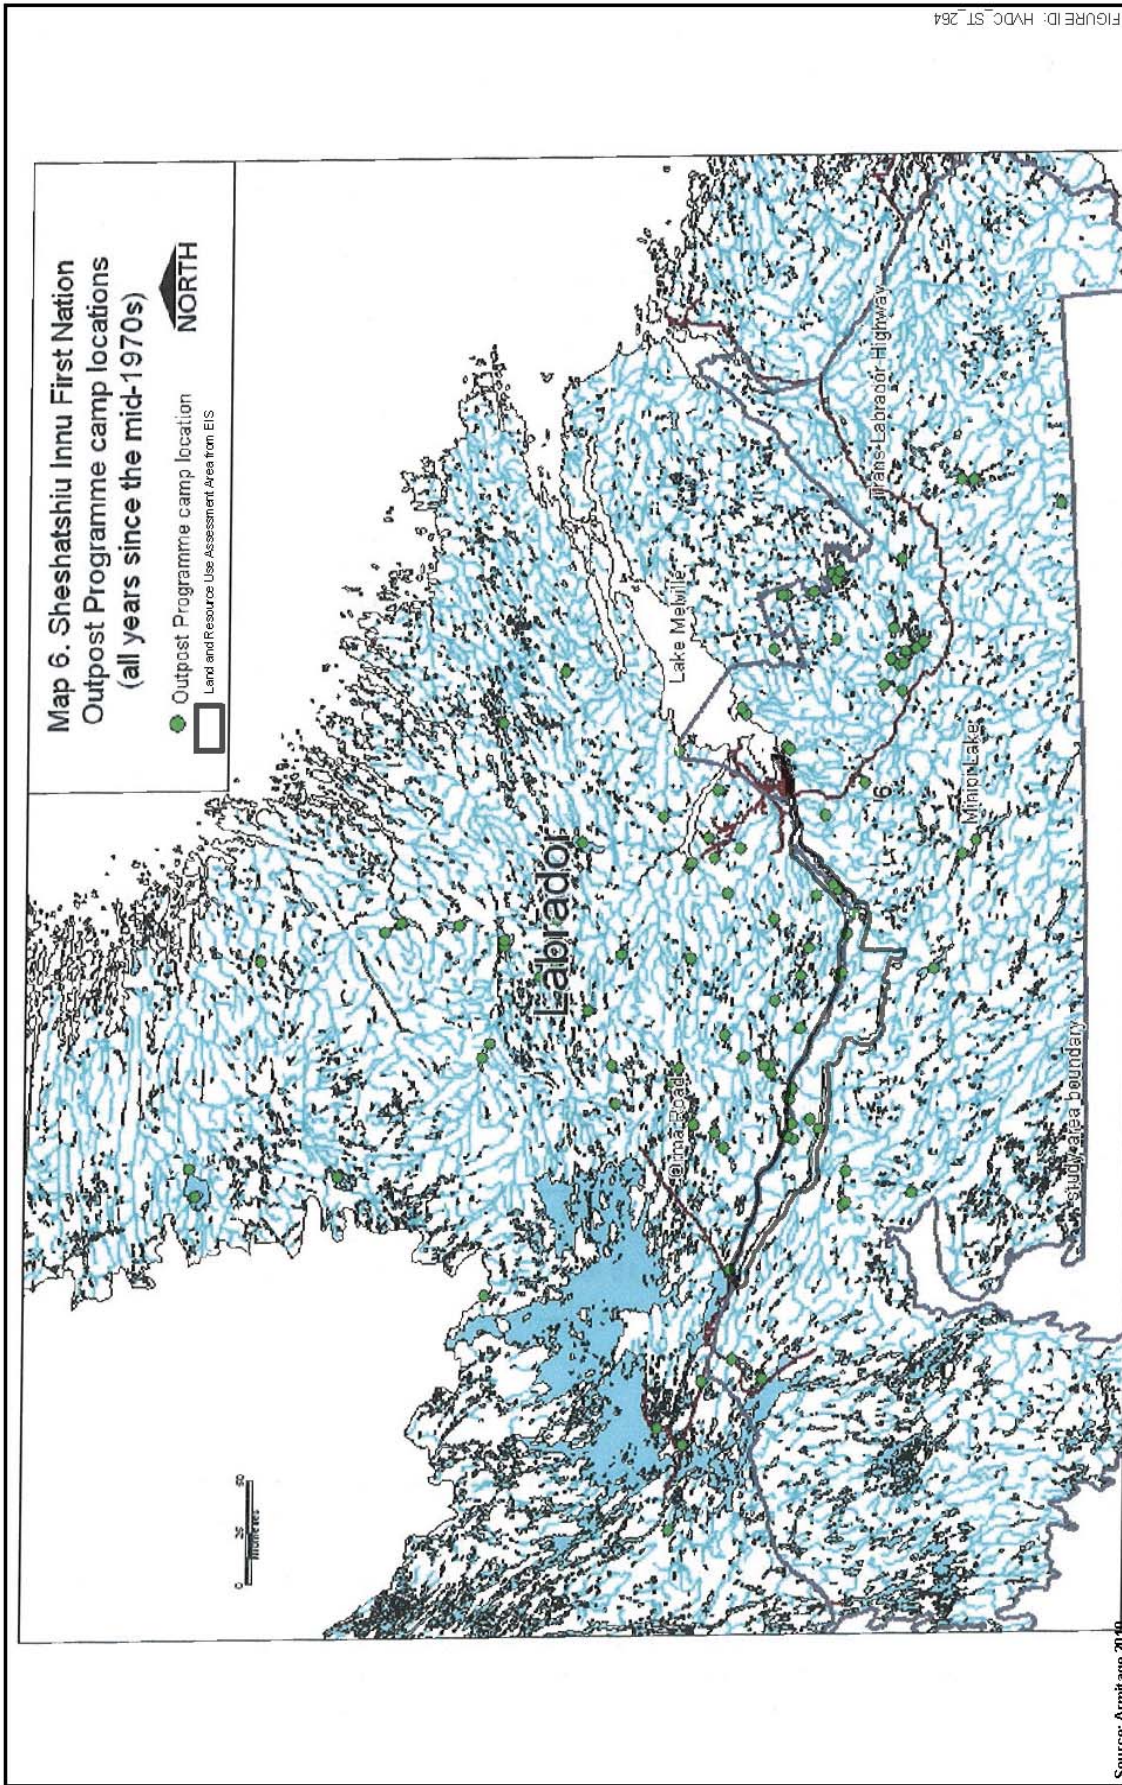 FIGURE ID: HVDC_ST_264
Map 6. Sheshatshiu Innu First Nation
Outpost Programme camp locations
(all years since the mid-1970s)
Outpost Programme camp location
Land and Resource Use Assessment Area from EIS
NORTH
Labrador
Lake Melville
Trans-Labrador Highway
Orma Road
Minipi Lake
study area boundary
kilometres
Source: Armitage 2010